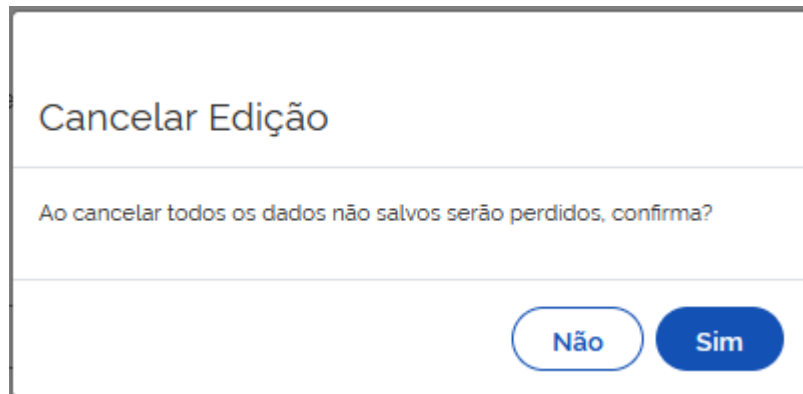 Cancelar Edição
Ao cancelar todos os dados não salvos serão perdidos, confirma?
Não
Sim